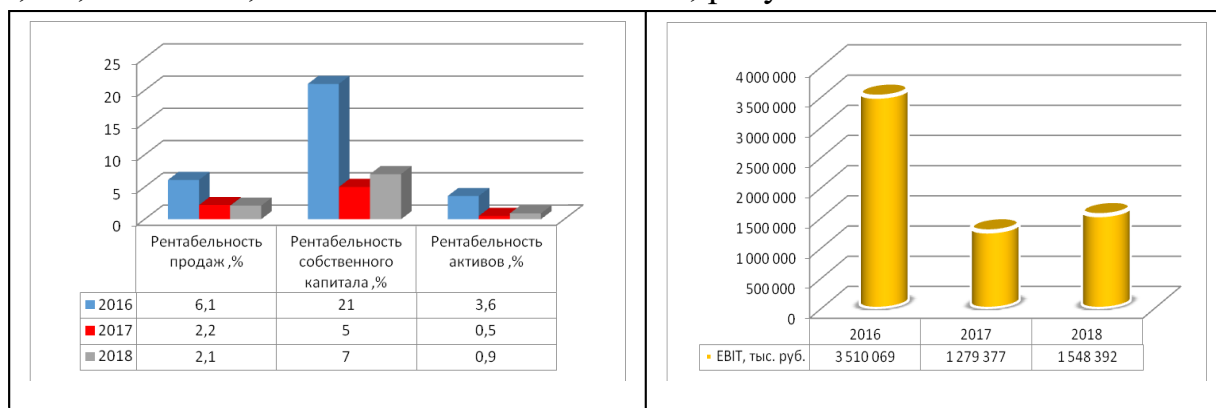 25
20
15
10
5
0
Рентабельность продаж ,%
Рентабельность собственного капитала ,%
Рентабельность активов ,%
2016 6,1 21 3,6
2017 2,2 5 0,5
2018 2,1 7 0,9
4 000 000
3 500 000
3 000 000
2 500 000
2 000 000
1 500 000
1 000 000
500 000
0
2016 2017 2018
EBIT, тыс. руб. 3 510 069 1 279 377 1 548 392